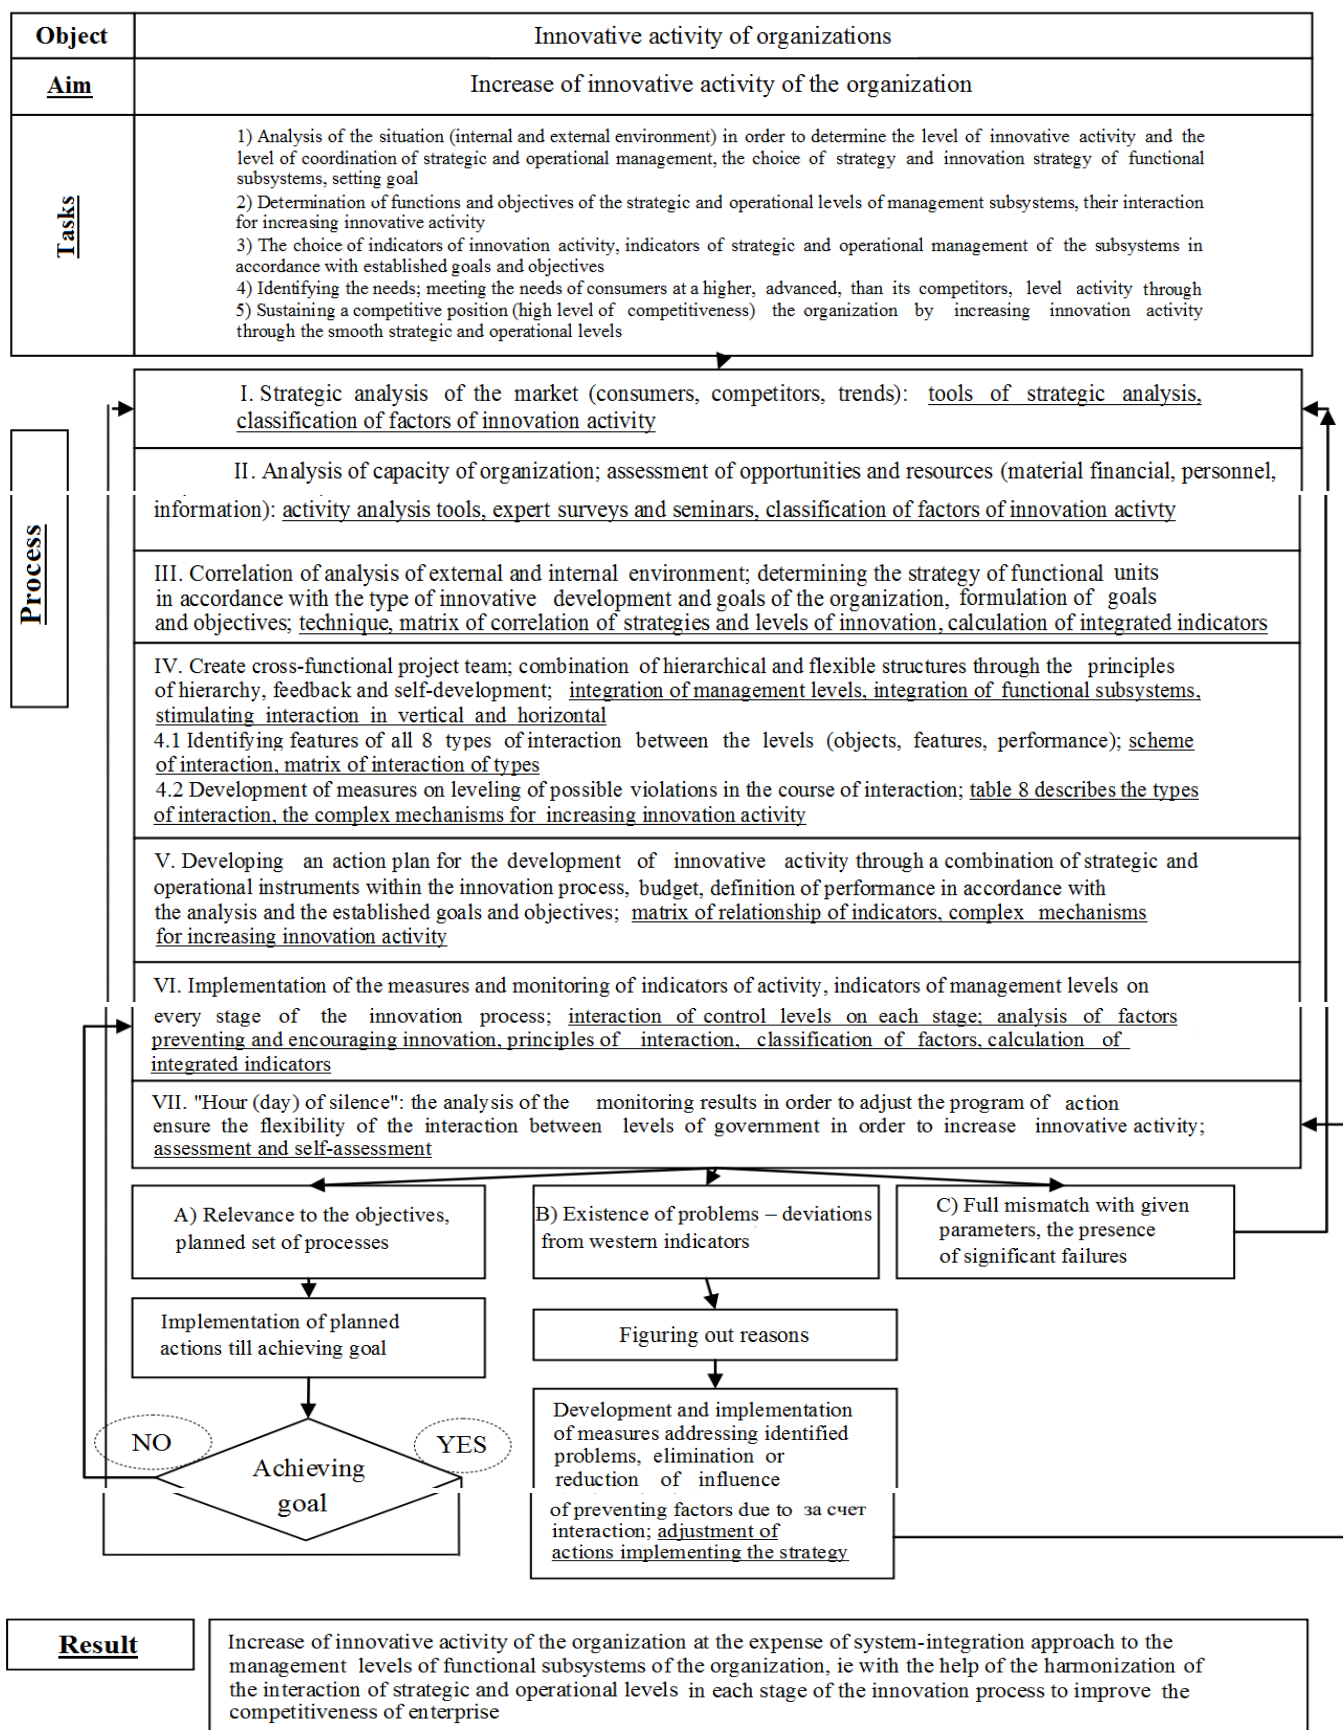 Object
Innovative activity of organizations
Aim
Increase of innovative activity of the organization
Tasks
1) Analysis of the situation (internal and external environment) in order to determine the level of innovative activity and the
level of coordination of strategic and operational management, the choice of strategy and innovation strategy of functional
subsystems, setting goal
2) Determination of functions and objectives of the strategic and operational levels of management subsystems, their interaction
for increasing innovative activity
3) The choice of indicators of innovation activity, indicators of strategic and operational management of the subsystems in
accordance with established goals and objectives
4) Identifying the needs; meeting the needs of consumers at a higher, advanced, than its competitors, level activity through
5) Sustaining a competitive position (high level of competitiveness) the organization by increasing innovation activity
through the smooth strategic and operational levels
Process
I. Strategic analysis of the market (consumers, competitors, trends): tools of strategic analysis,
classification of factors of innovation activity
II. Analysis of capacity of organization; assessment of opportunities and resources (material financial, personnel,
information): activity analysis tools, expert surveys and seminars, classification of factors of innovation activty
III. Correlation of analysis of external and internal environment; determining the strategy of functional units
in accordance with the type of innovative development and goals of the organization, formulation of goals
and objectives; technique, matrix of correlation of strategies and levels of innovation, calculation of integrated indicators
IV. Create cross-functional project team; combination of hierarchical and flexible structures through the principles
of hierarchy, feedback and self-development; integration of management levels, integration of functional subsystems,
stimulating interaction in vertical and horizontal
4.1 Identifying features of all 8 types of interaction between the levels (objects, features, performance); scheme
of interaction, matrix of interaction of types
4.2 Development of measures on leveling of possible violations in the course of interaction; table 8 describes the types
of interaction, the complex mechanisms for increasing innovation activity
V. Developing an action plan for the development of innovative activity through a combination of strategic and
operational instruments within the innovation process, budget, definition of performance in accordance with
the analysis and the established goals and objectives; matrix of relationship of indicators, complex mechanisms
for increasing innovation activity
VI. Implementation of the measures and monitoring of indicators of activity, indicators of management levels on
every stage of the innovation process; interaction of control levels on each stage; analysis of factors
preventing and encouraging innovation, principles of interaction, classification of factors, calculation of
integrated indicators
VII. "Hour (day) of silence": the analysis of the monitoring results in order to adjust the program of action
ensure the flexibility of the interaction between levels of government in order to increase innovative activity;
assessment and self-assessment
A) Relevance to the objectives,
planned set of processes
B) Existence of problems – deviations
from western indicators
C) Full mismatch with given
parameters, the presence
of significant failures
Implementation of planned
actions till achieving goal
Figuring out reasons
NO
YES
Achieving
goal
Development and implementation
of measures addressing identified
problems, elimination or
reduction of influence
of preventing factors due to за счет
interaction; adjustment of
actions implementing the strategy
Result
Increase of innovative activity of the organization at the expense of system-integration approach to the
management levels of functional subsystems of the organization, ie with the help of the harmonization of
the interaction of strategic and operational levels in each stage of the innovation process to improve the
competitiveness of enterprise